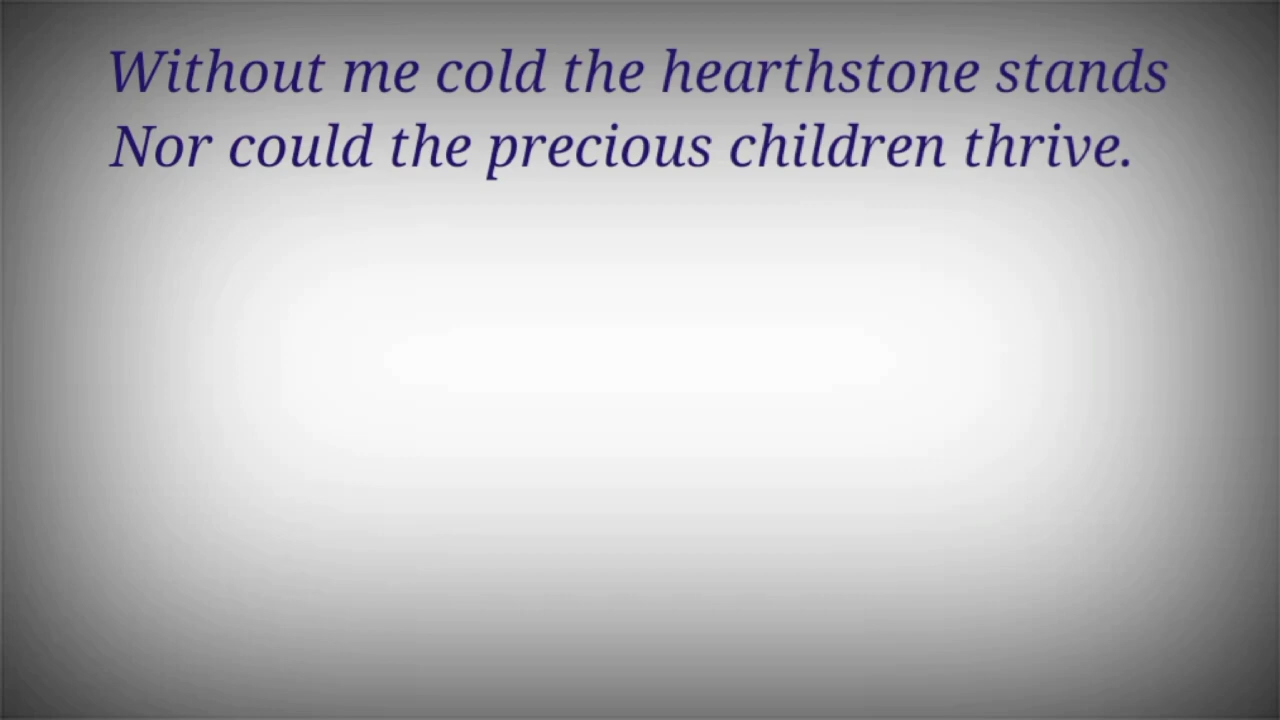 Without me cold the hearthstone stands
Nor could the precious children thrive.